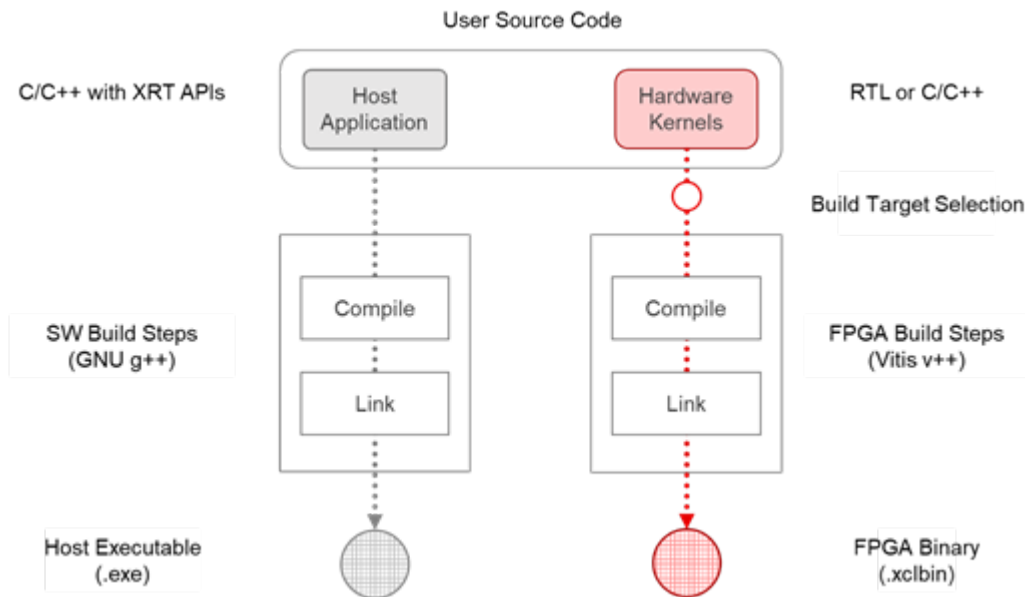 User Source Code
C/C++ with XRT APIs
Host
Application
Hardware
Kernels
RTL or C/C++
Build Target Selection
SW Build Steps
(GNU g++)
Compile
Link
Compile
Link
FPGA Build Steps
(Vitis v++)
Host Executable
(.exe)
FPGA Binary
(.xclbin)